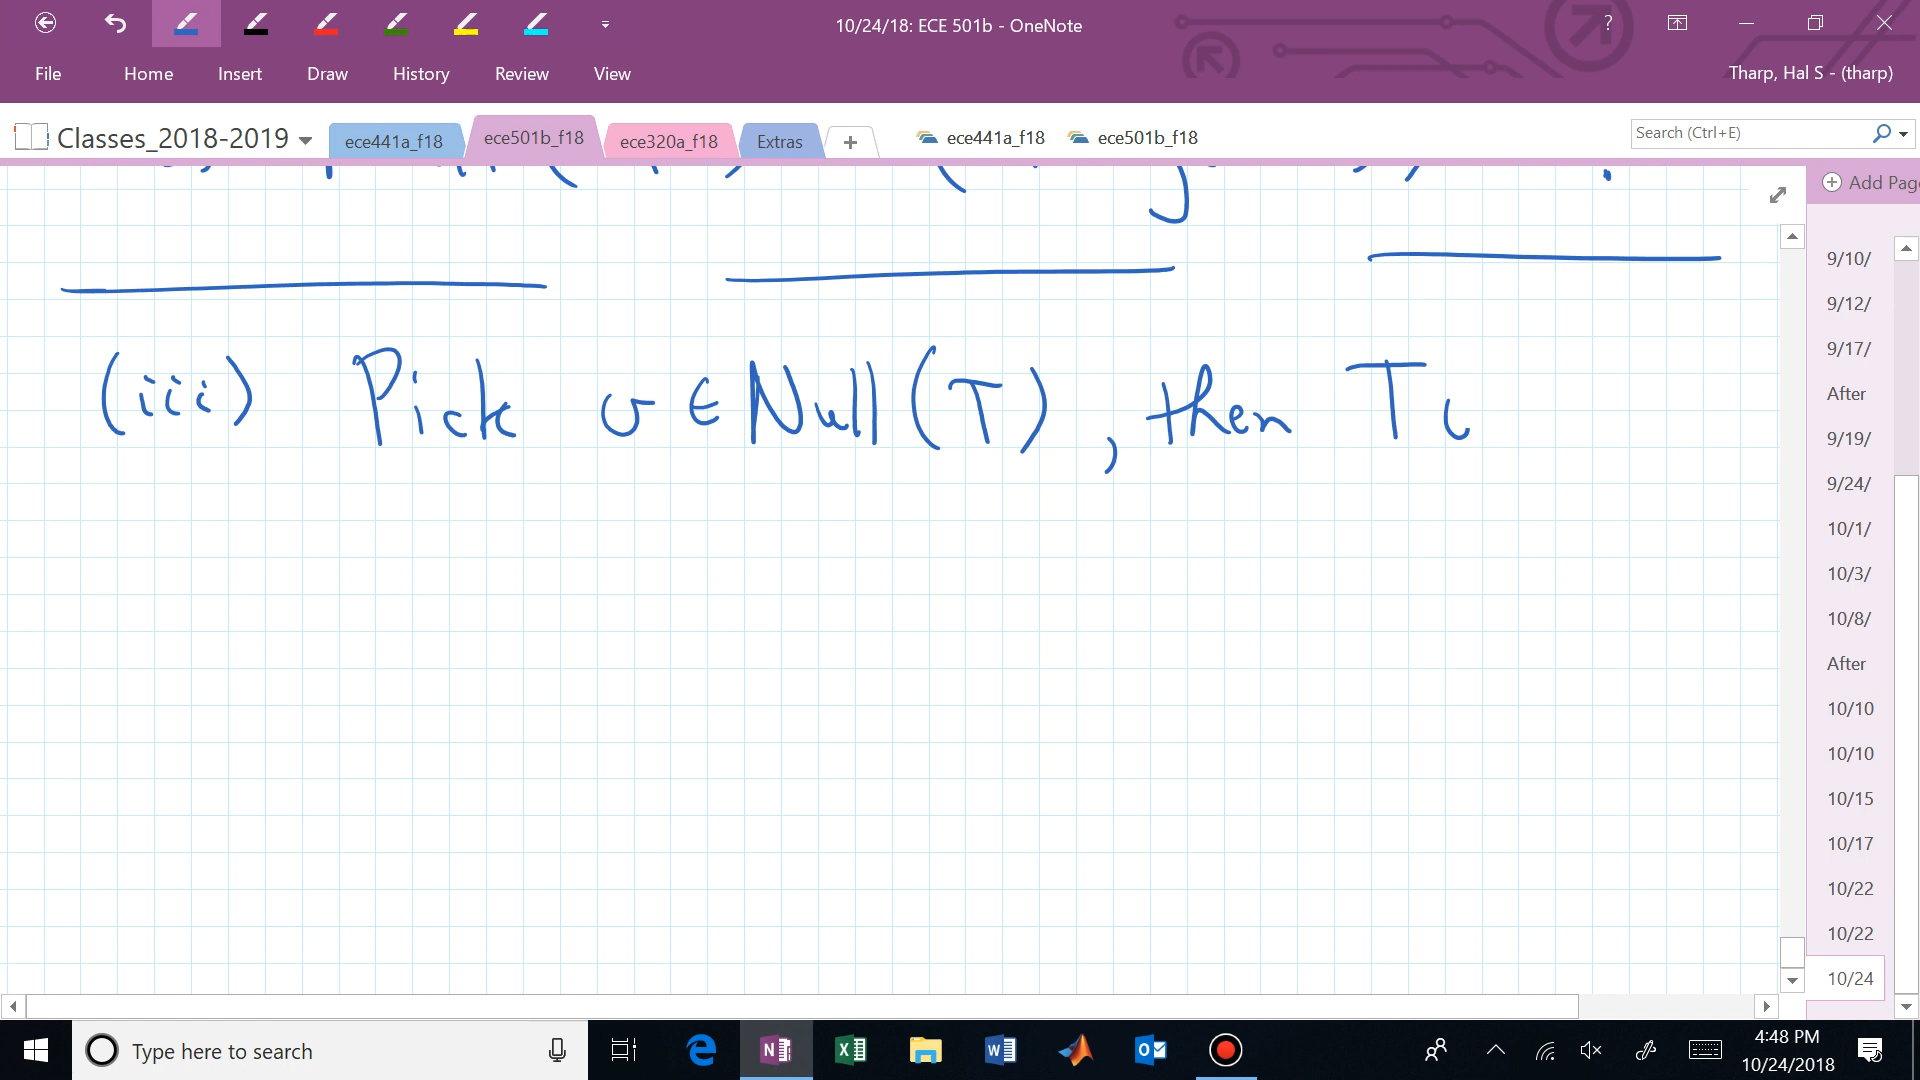 10/24/18: ECE 501b - OneNote
?
File Home Insert Draw History Review View
Tharp, Hal S - (tharp)
Classes_2018-2019
ece441a_f18 ece501b_f18 ece320a_f18 Extras + ece441a_f18 ece501b_f18
Search (Ctrl+E)
Add Page
9/10/
9/12/
9/17/
After
9/19/
9/24/
10/1/
10/3/
10/8/
After
10/10
10/10
10/15
10/17
10/22
10/22
10/24
(iii) Pick v ∈ Null(T), then T
Type here to search
4:48 PM
10/24/2018